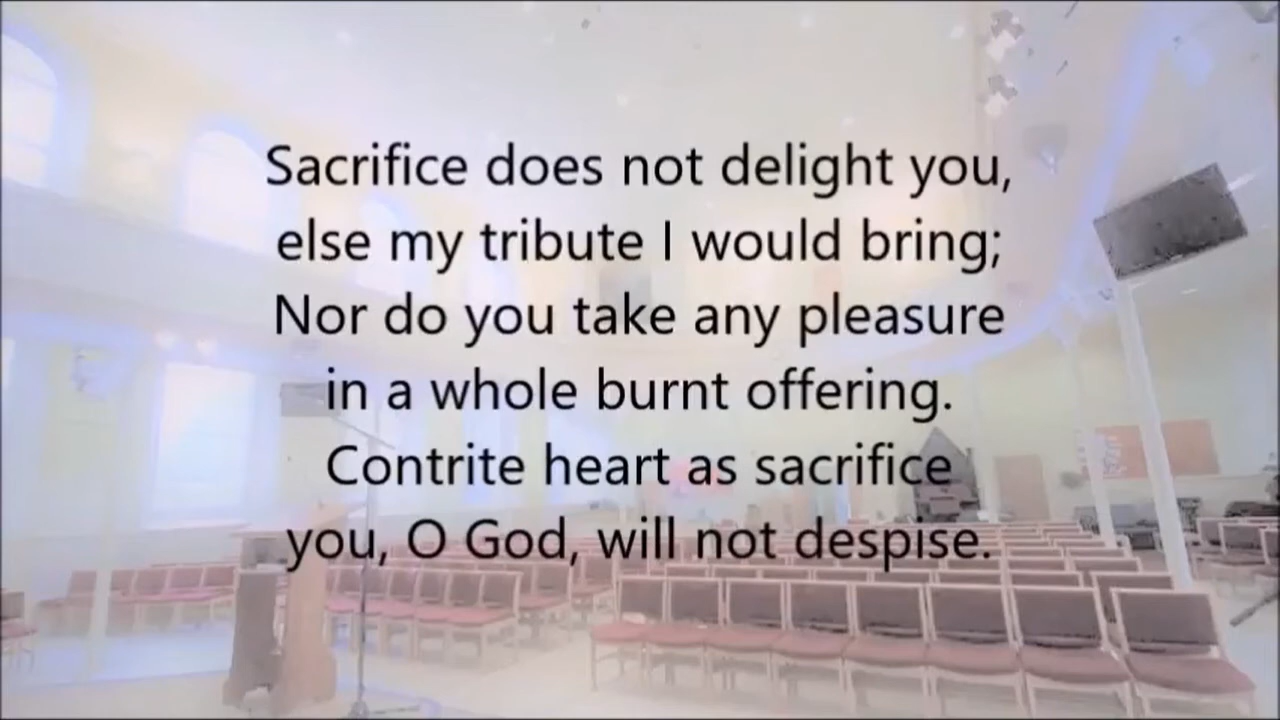 Sacrifice does not delight you,
else my tribute I would bring;
Nor do you take any pleasure
in a whole burnt offering.
Contrite heart as sacrifice
you, O God, will not despise.